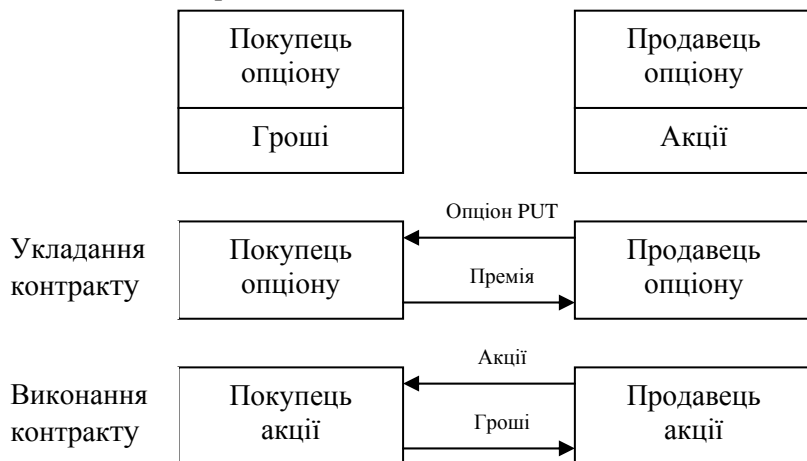 Покупець
опціону
Продавець
опціону
Гроші
Акції
Укладання
контракту
Покупець
опціону
Опціон PUT
Премія
Продавець
опціону
Виконання
контракту
Покупець
акції
Акції
Гроші
Продавець
акції